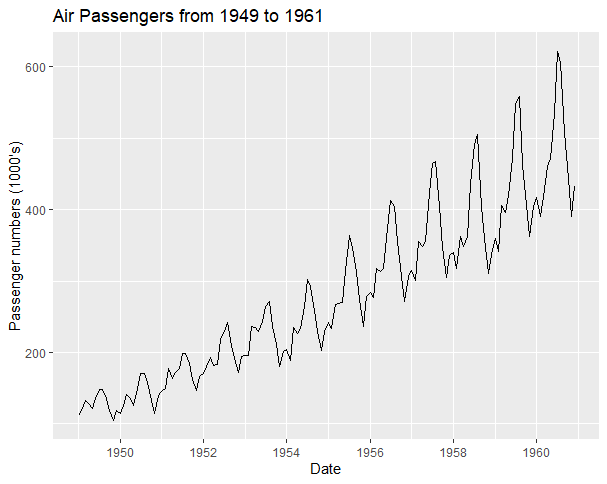 Air Passengers from 1949 to 1961
Passenger numbers (1000's)
600
400
200
1950 1952 1954 1956 1958 1960
Date